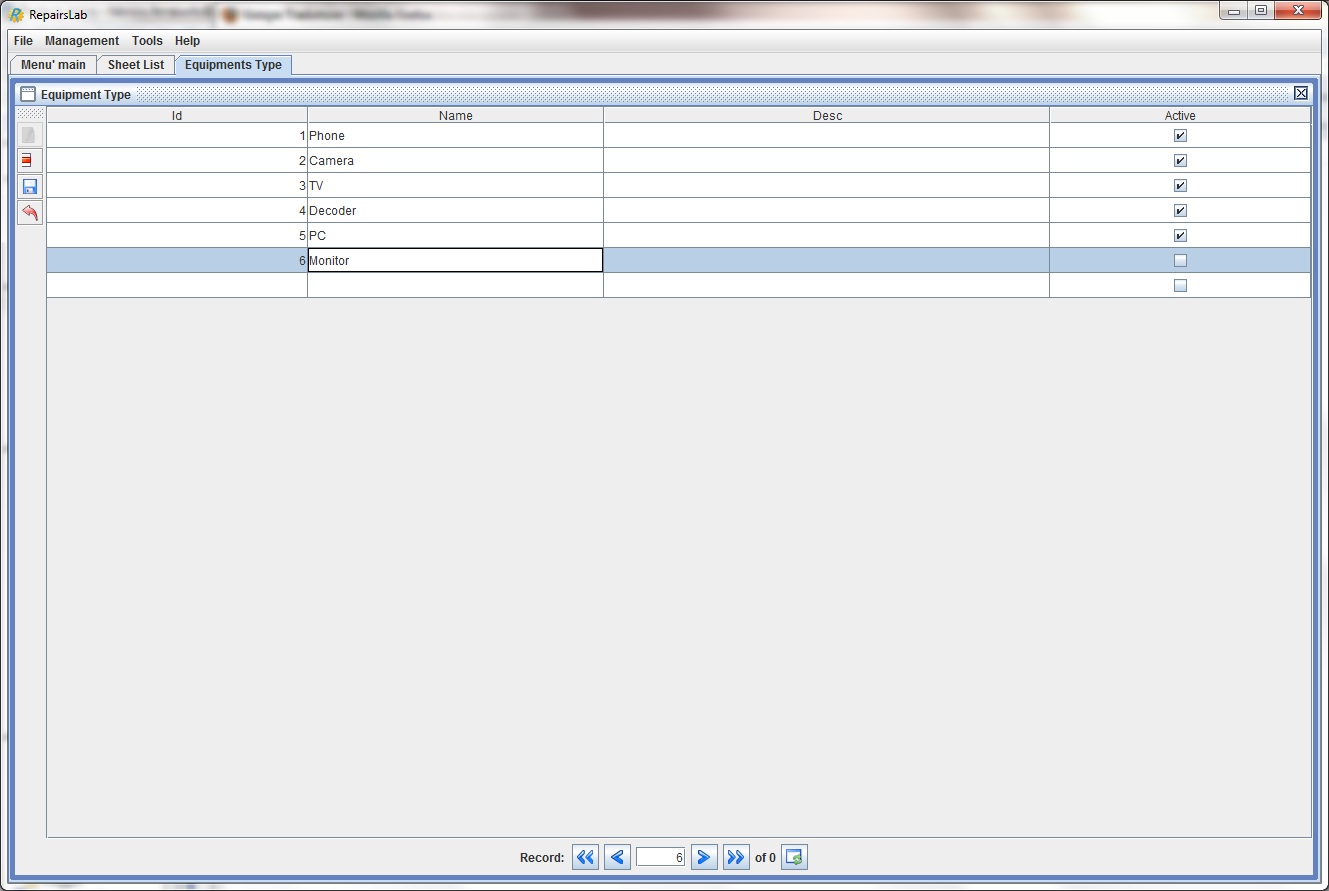 RepairsLab
File Management Tools Help
Menu' main Sheet List Equipments Type
Equipment Type
Id Name Desc Active
1 Phone
2 Camera
3 TV
4 Decoder
5 PC
6 Monitor
Record: 6 of 0